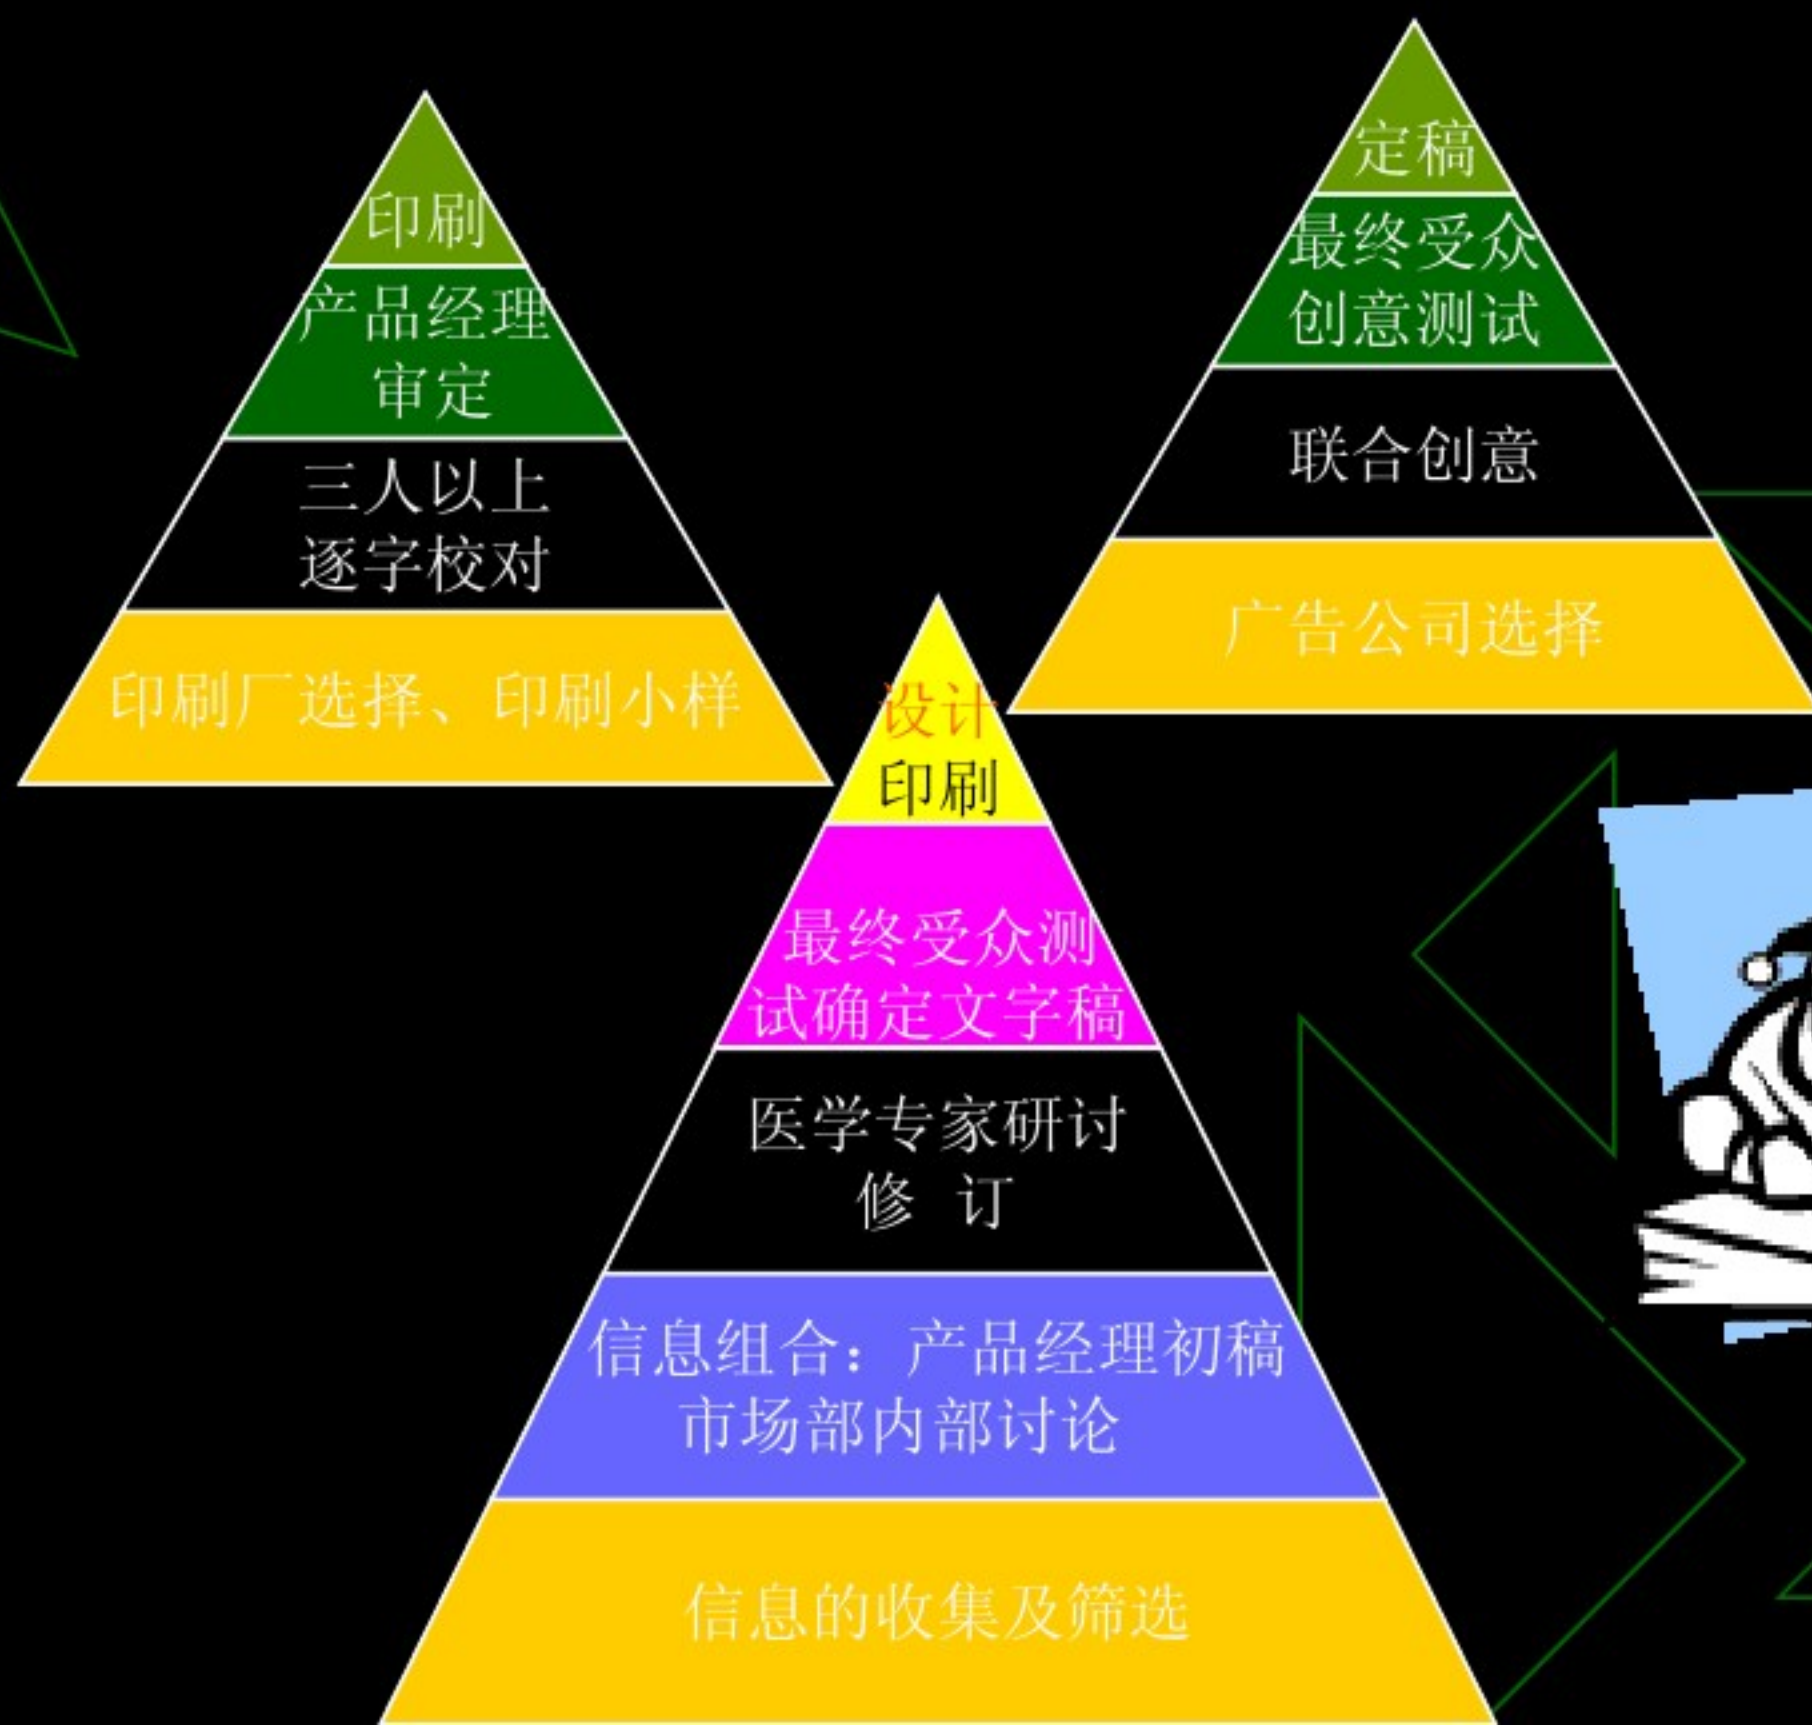 印刷
产品经理
审定
三人以上
逐字校对
印刷厂选择、印刷小样
定稿
最终受众
创意测试
联合创意
广告公司选择
设计
印刷
最终受众测
试确定文字稿
医学专家研讨
修 订
信息组合：产品经理初稿
市场部内部讨论
信息的收集及筛选